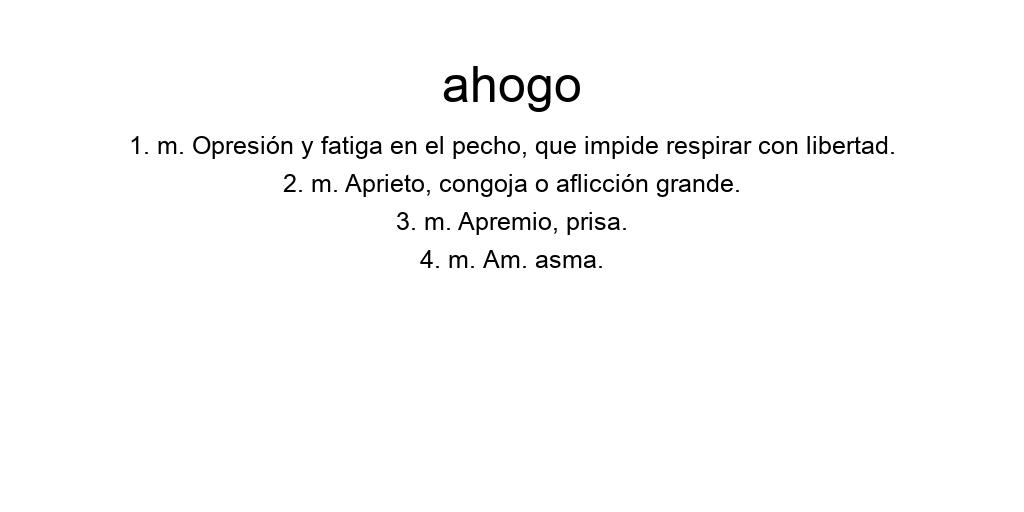 ahogo
1. m. Opresión y fatiga en el pecho, que impide respirar con libertad.
2. m. Aprieto, congoja o aflicción grande.
3. m. Apremio, prisa.
4. m. Am. asma.